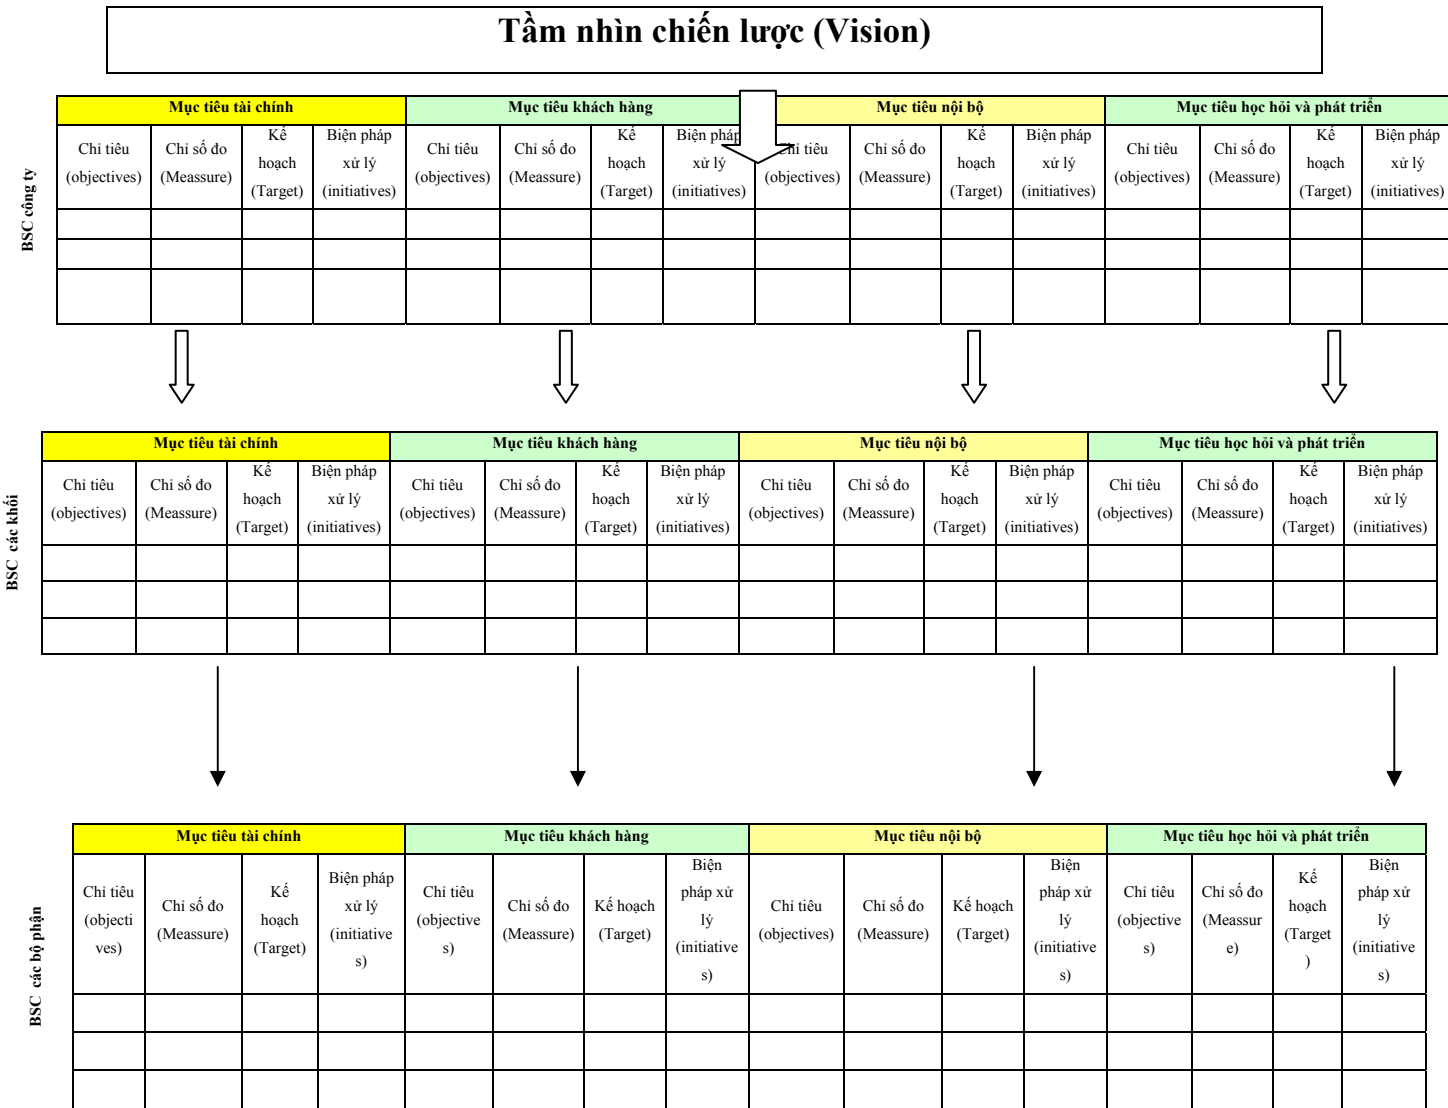 Tầm nhìn chiến lược (Vision)
BSC công ty
Mục tiêu tài chính
Mục tiêu khách hàng
Mục tiêu nội bộ
Mục tiêu học hỏi và phát triển
Chỉ tiêu
(objectives)
Chỉ số đo
(Meassure)
Kế
hoạch
(Target)
Biện pháp
xử lý
(initiatives)
Chỉ tiêu
(objectives)
Chỉ số đo
(Meassure)
Kế
hoạch
(Target)
Biện pháp
xử lý
(initiatives)
Chỉ tiêu
(objectives)
Chỉ số đo
(Meassure)
Kế
hoạch
(Target)
Biện pháp
xử lý
(initiatives)
Chỉ tiêu
(objectives)
Chỉ số đo
(Meassure)
Kế
hoạch
(Target)
Biện pháp
xử lý
(initiatives)
BSC các khối
Mục tiêu tài chính
Mục tiêu khách hàng
Mục tiêu nội bộ
Mục tiêu học hỏi và phát triển
Chỉ tiêu
(objectives)
Chỉ số đo
(Meassure)
Kế
hoạch
(Target)
Biện pháp
xử lý
(initiatives)
Chỉ tiêu
(objectives)
Chỉ số đo
(Meassure)
Kế
hoạch
(Target)
Biện pháp
xử lý
(initiatives)
Chỉ tiêu
(objectives)
Chỉ số đo
(Meassure)
Kế
hoạch
(Target)
Biện pháp
xử lý
(initiatives)
Chỉ tiêu
(objectives)
Chỉ số đo
(Meassure)
Kế
hoạch
(Target)
Biện pháp
xử lý
(initiatives)
BSC các bộ phận
Mục tiêu tài chính
Mục tiêu khách hàng
Mục tiêu nội bộ
Mục tiêu học hỏi và phát triển
Chỉ tiêu
(objecti
ves)
Chỉ số đo
(Meassure)
Kế
hoạch
(Target)
Biện pháp
xử lý
(initiative
s)
Chỉ tiêu
(objective
s)
Chỉ số đo
(Meassure)
Kế hoạch
(Target)
Biện
pháp xử
lý
(initiative
s)
Chỉ tiêu
(objectives)
Chỉ số đo
(Meassure)
Kế hoạch
(Target)
Biện
pháp xử
lý
(initiative
s)
Chỉ tiêu
(objective
s)
Chỉ số đo
(Meassur
e)
Kế
hoạch
(Target
)
Biện
pháp xử
lý
(initiative
s)